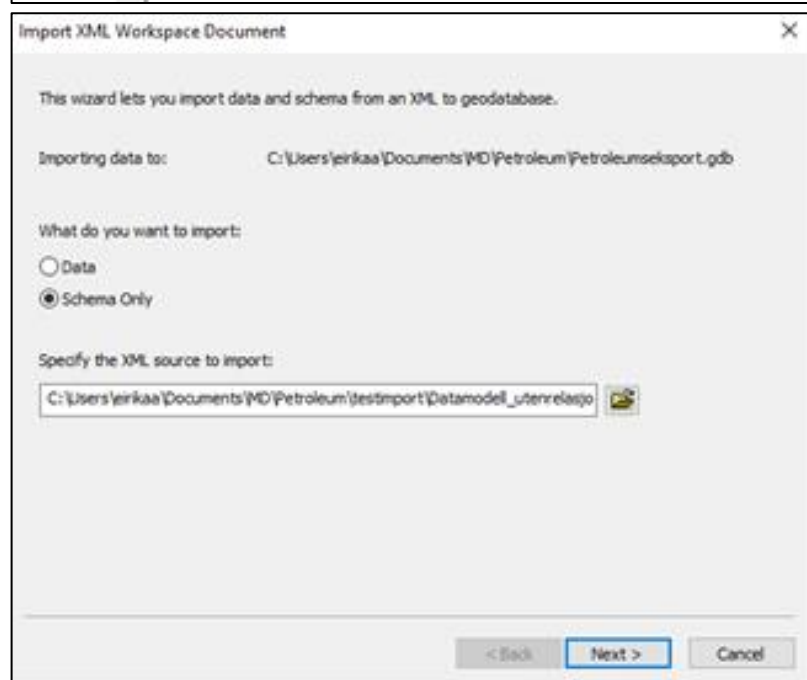 Import XML Workspace Document
This wizard lets you import data and schema from an XML to geodatabase.
Importing data to: C:\Users\eirikaa\Documents\MD\Petroleum\Petroleumseksport.gdb
What do you want to import:
Data
Schema Only
Specify the XML source to import:
C:\Users\eirikaa\Documents\MD\Petroleum\testimport\Datamodell_utenrelasjo
< Back Next > Cancel